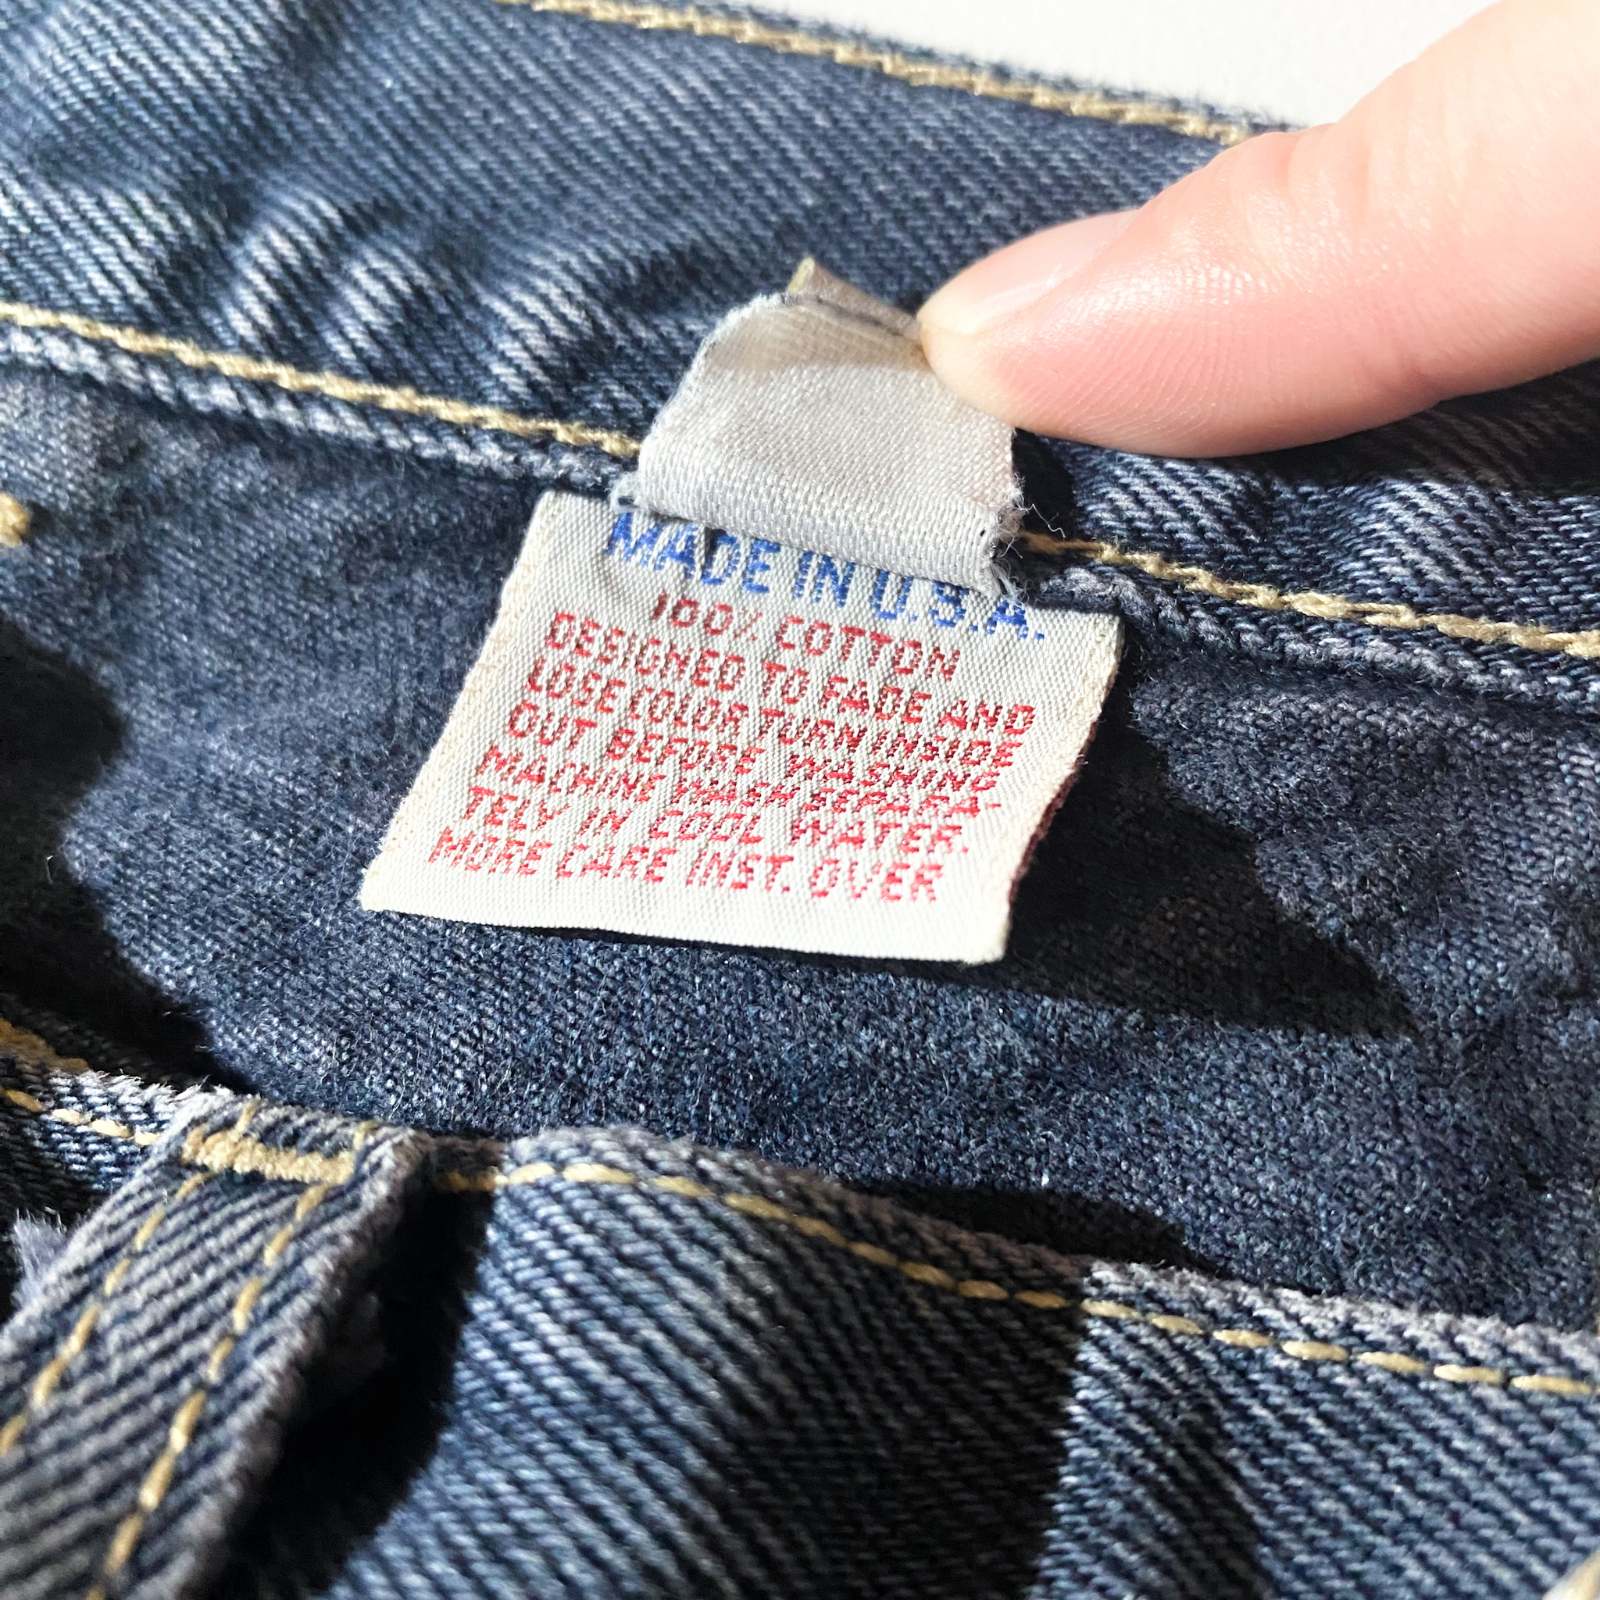 MADE IN U.S.A.
100% COTTON
DESIGNED TO FADE AND
LOSE COLOR TURN INSIDE
OUT BEFORE WASHING
MACHINE WASH SEPARA-
TELY IN COOL WATER.
MORE CARE INST. OVER